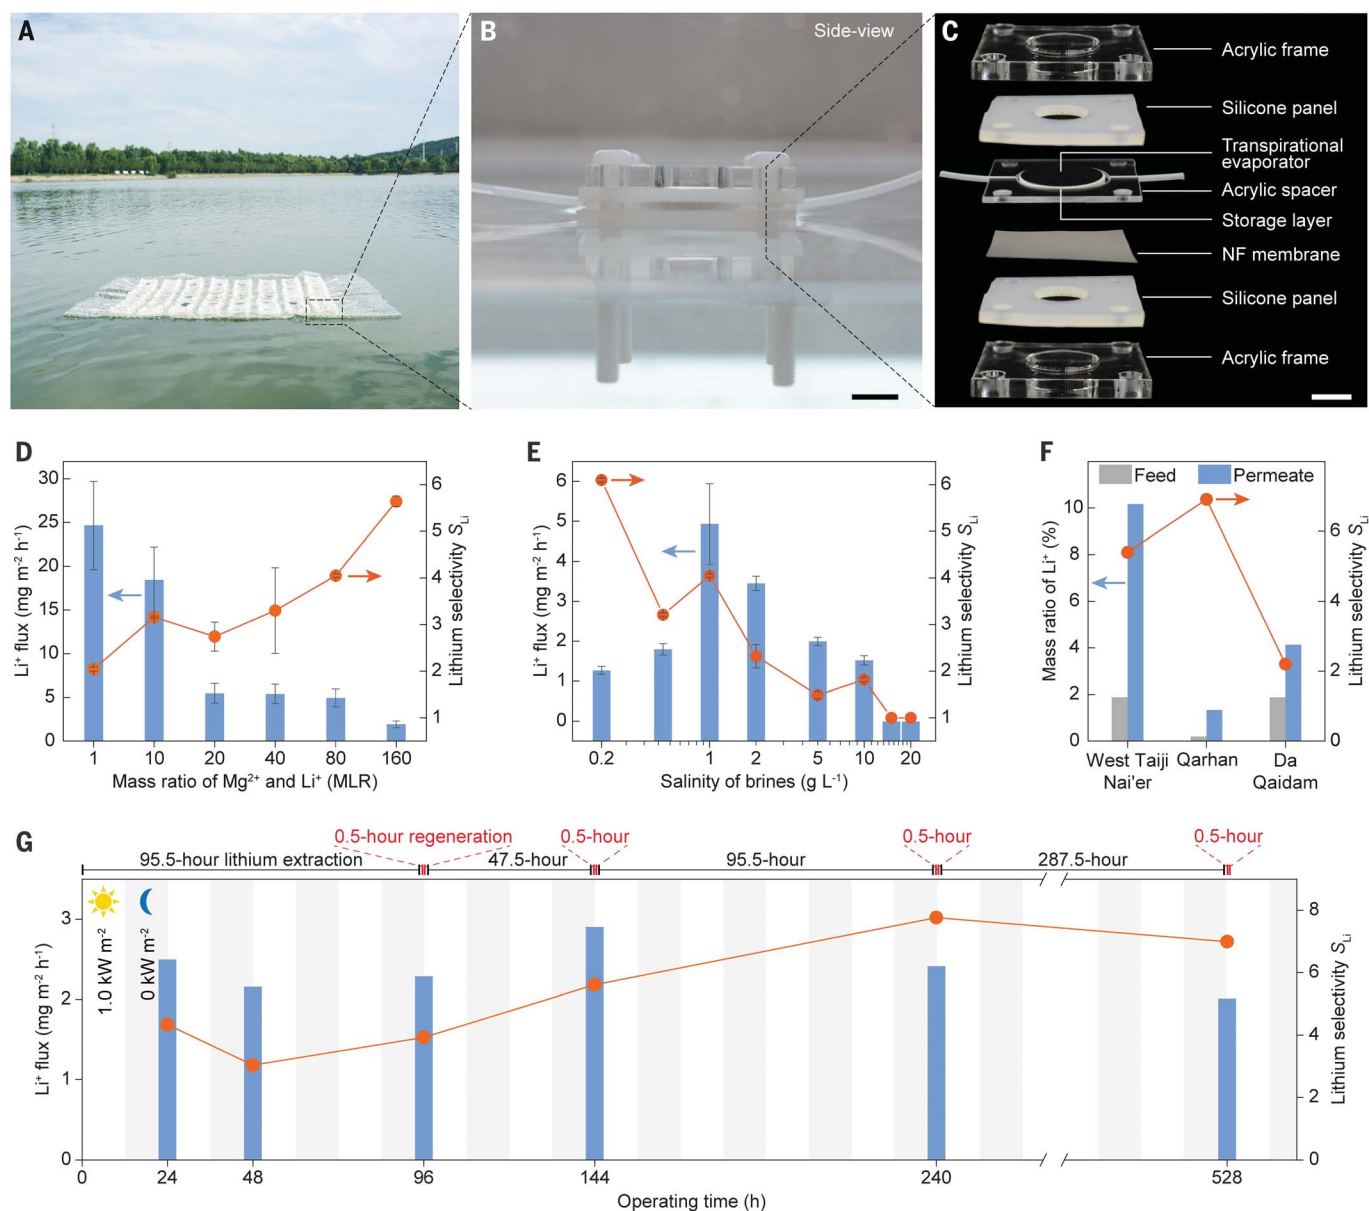 A
B
Side-view
C
Acrylic frame
Silicone panel
Transpirational
evaporator
Acrylic spacer
Storage layer
NF membrane
Silicone panel
Acrylic frame
D
Li⁺ flux (mg m⁻² h⁻¹)
30
25
20
15
10
5
0
1 10 20 40 80 160
Mass ratio of Mg²⁺ and Li⁺ (MLR)
6
5
4
3
2
1
Lithium selectivity S_Li
E
Li⁺ flux (mg m⁻² h⁻¹)
6
5
4
3
2
1
0
0.2 1 2 5 10 20
Salinity of brines (g L⁻¹)
6
5
4
3
2
1
Lithium selectivity S_Li
F
Feed Permeate
Mass ratio of Li⁺ (%)
10
8
6
4
2
0
West Taiji
Nai'er
Qarhan
Da
Qaidam
6
4
2
0
Lithium selectivity S_Li
G
0.5-hour regeneration 0.5-hour 0.5-hour 0.5-hour
95.5-hour lithium extraction 47.5-hour 95.5-hour 287.5-hour
1.0 kW m⁻²
0 kW m⁻²
Li⁺ flux (mg m⁻² h⁻¹)
3
2
1
0
0 24 48 96 144 240 528
Operating time (h)
8
6
4
2
0
Lithium selectivity S_Li